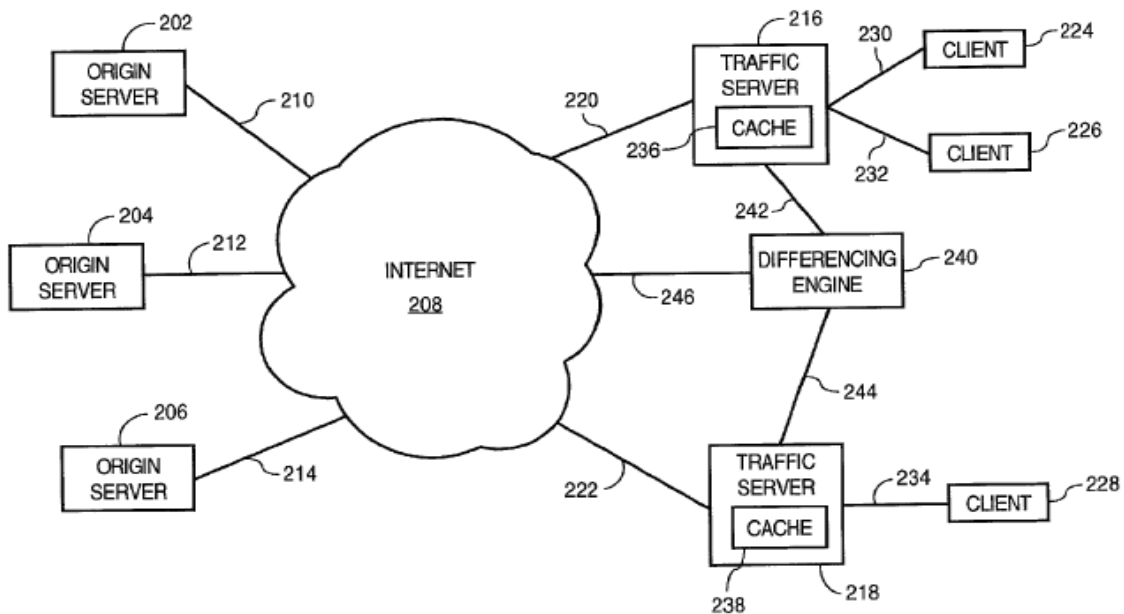 202
ORIGIN
SERVER
210
204
ORIGIN
SERVER
212
206
ORIGIN
SERVER
214
INTERNET
208
216
TRAFFIC
SERVER
CACHE
236
220
230
CLIENT
224
232
CLIENT
226
242
DIFFERENCING
ENGINE
240
246
244
222
TRAFFIC
SERVER
CACHE
238
218
234
CLIENT
228